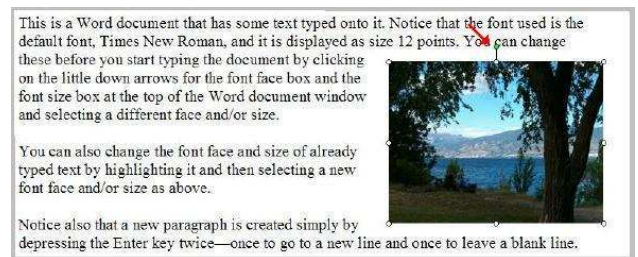 This is a Word document that has some text typed onto it. Notice that the font used is the
default font, Times New Roman, and it is displayed as size 12 points. You can change
these before you start typing the document by clicking
on the little down arrows for the font face box and the
font size box at the top of the Word document window
and selecting a different face and/or size.
You can also change the font face and size of already
typed text by highlighting it and then selecting a new
font face and/or size as above.
Notice also that a new paragraph is created simply by
depressing the Enter key twice—once to go to a new line and once to leave a blank line.